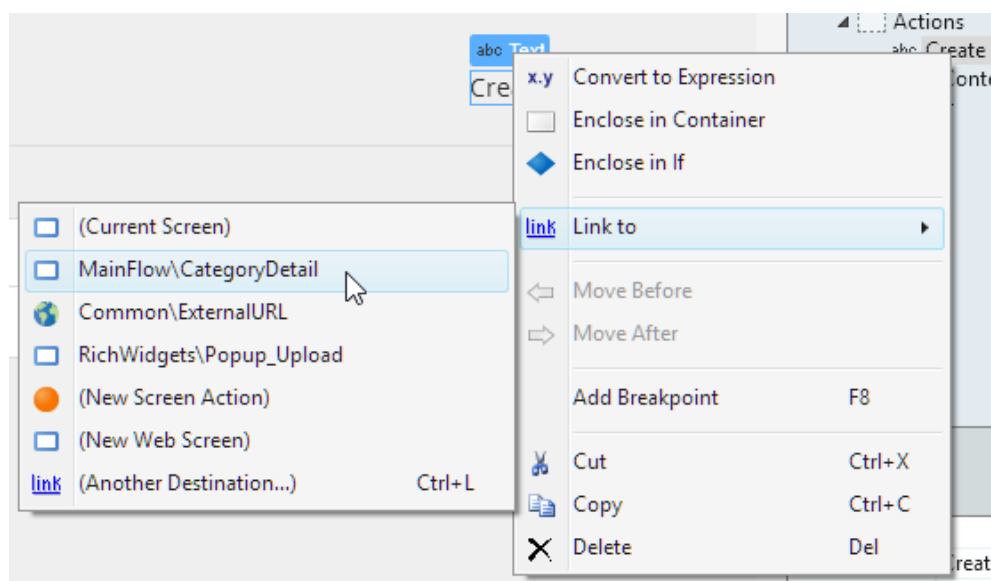 Actions
abc Text
abc Create
Cre
x.y Convert to Expression
Enclose in Container
Enclose in If
link Link to
Move Before
Move After
Add Breakpoint F8
Cut Ctrl+X
Copy Ctrl+C
Delete Del
(Current Screen)
MainFlow\CategoryDetail
Common\ExternalURL
RichWidgets\Popup_Upload
(New Screen Action)
(New Web Screen)
link (Another Destination...) Ctrl+L